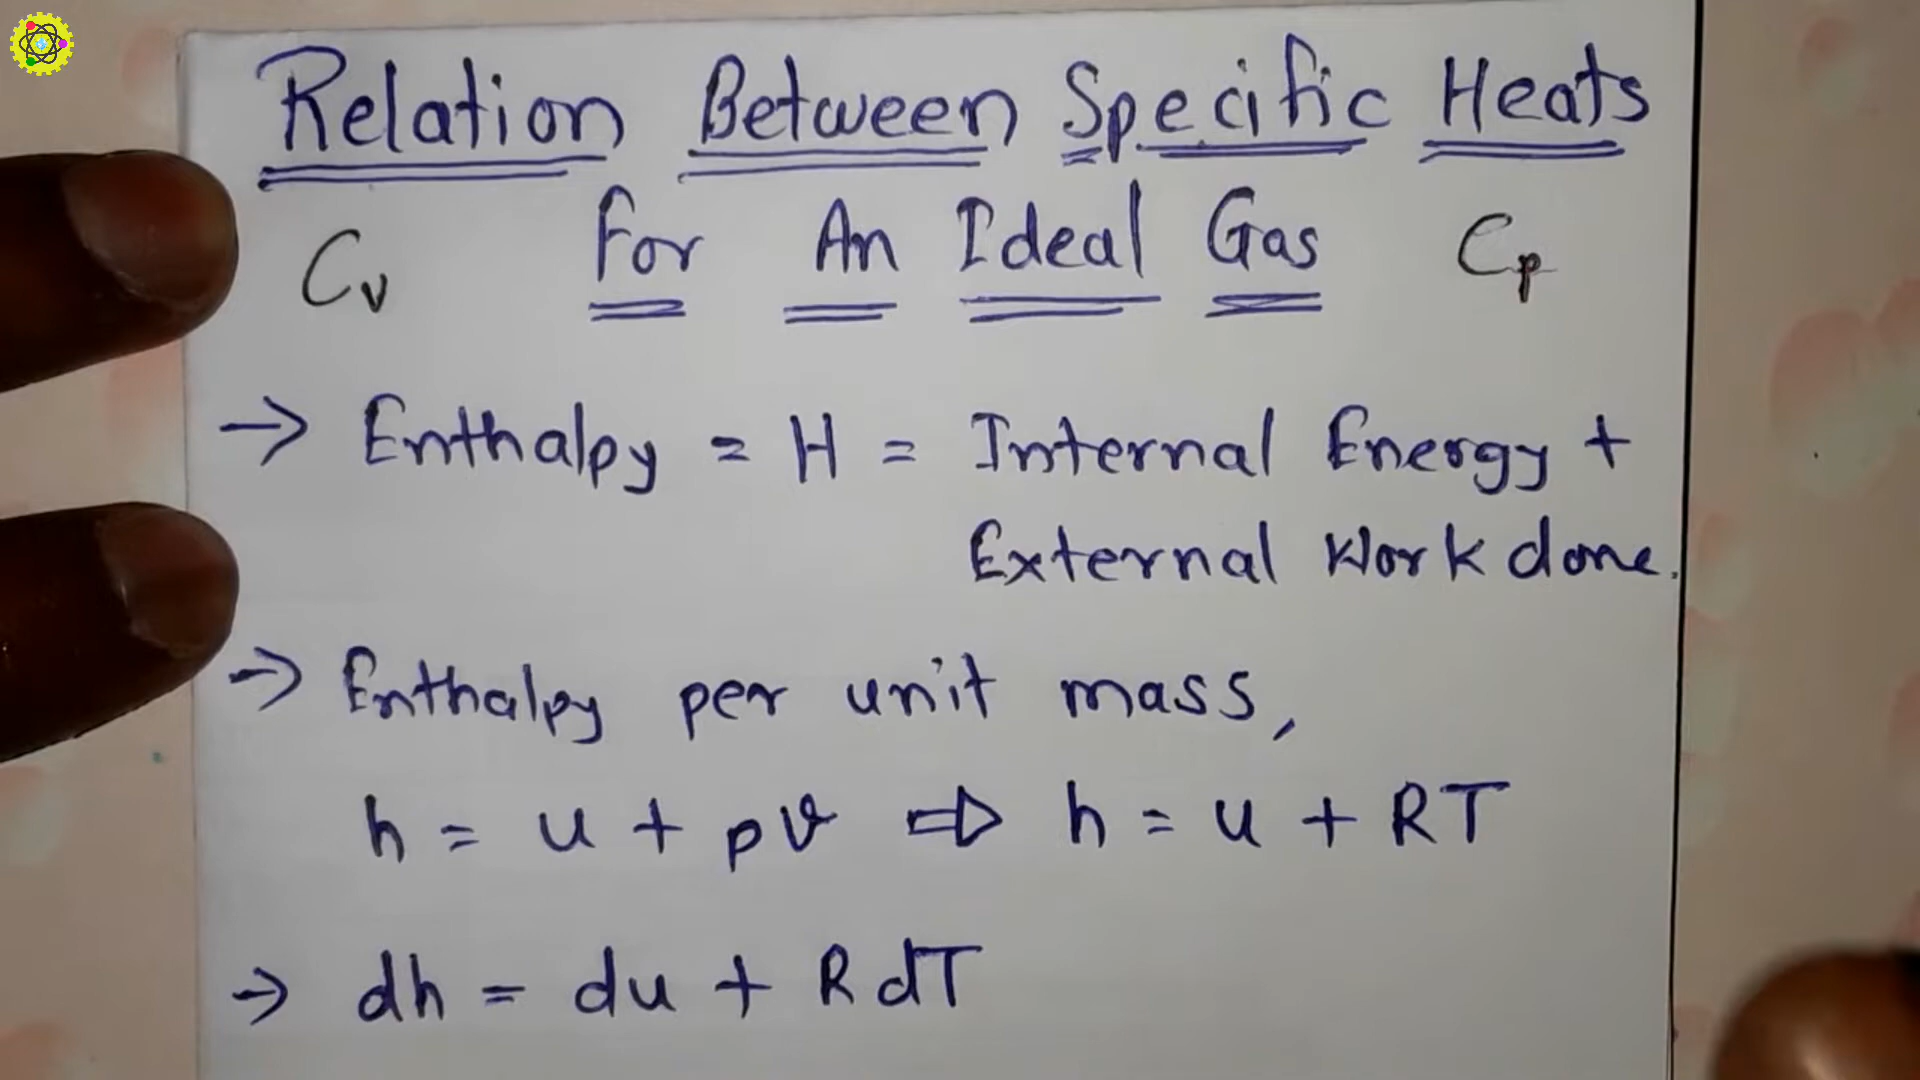 Relation Between Specific Heats
Cv For An Ideal Gas Cp
→ Enthalpy = H = Internal Energy +
External Work done.
→ Enthalpy per unit mass,
h = u + pv ⇒ h = u + RT
→ dh = du + RdT